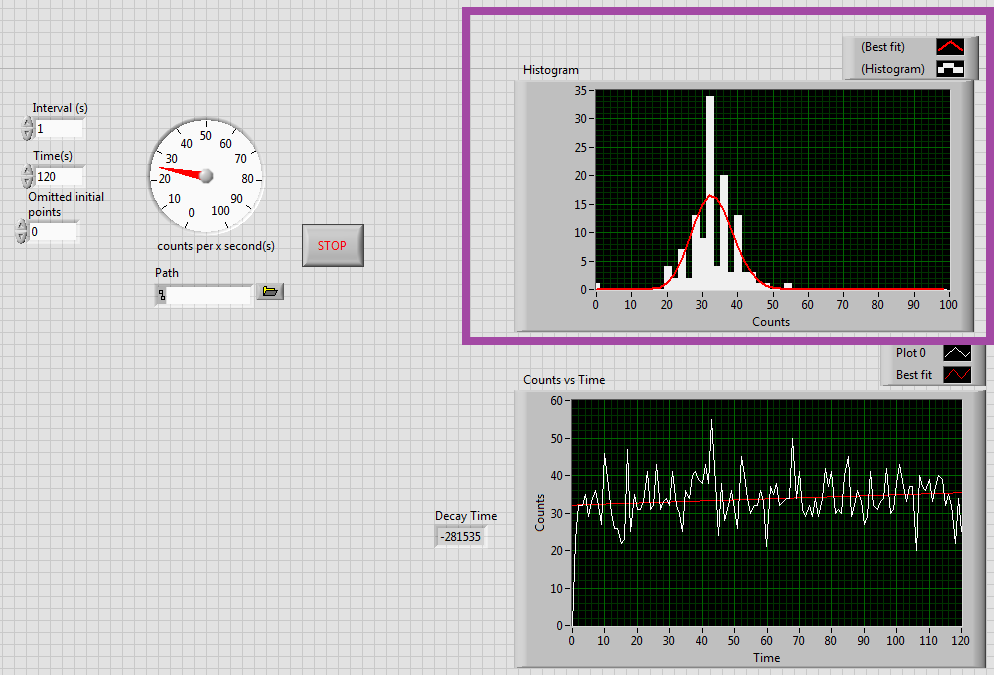 Interval (s)
1
Time(s)
120
Omitted initial
points
0
50
40 60
30 70
20 80
10 90
0 100
counts per x second(s)
STOP
Path
Histogram
(Best fit)
(Histogram)
35
30
25
20
15
10
5
0
0 10 20 30 40 50 60 70 80 90 100
Counts
Plot 0
Best fit
Counts vs Time
60
50
40
30
20
10
0
Counts
0 10 20 30 40 50 60 70 80 90 100 110 120
Time
Decay Time
-281535